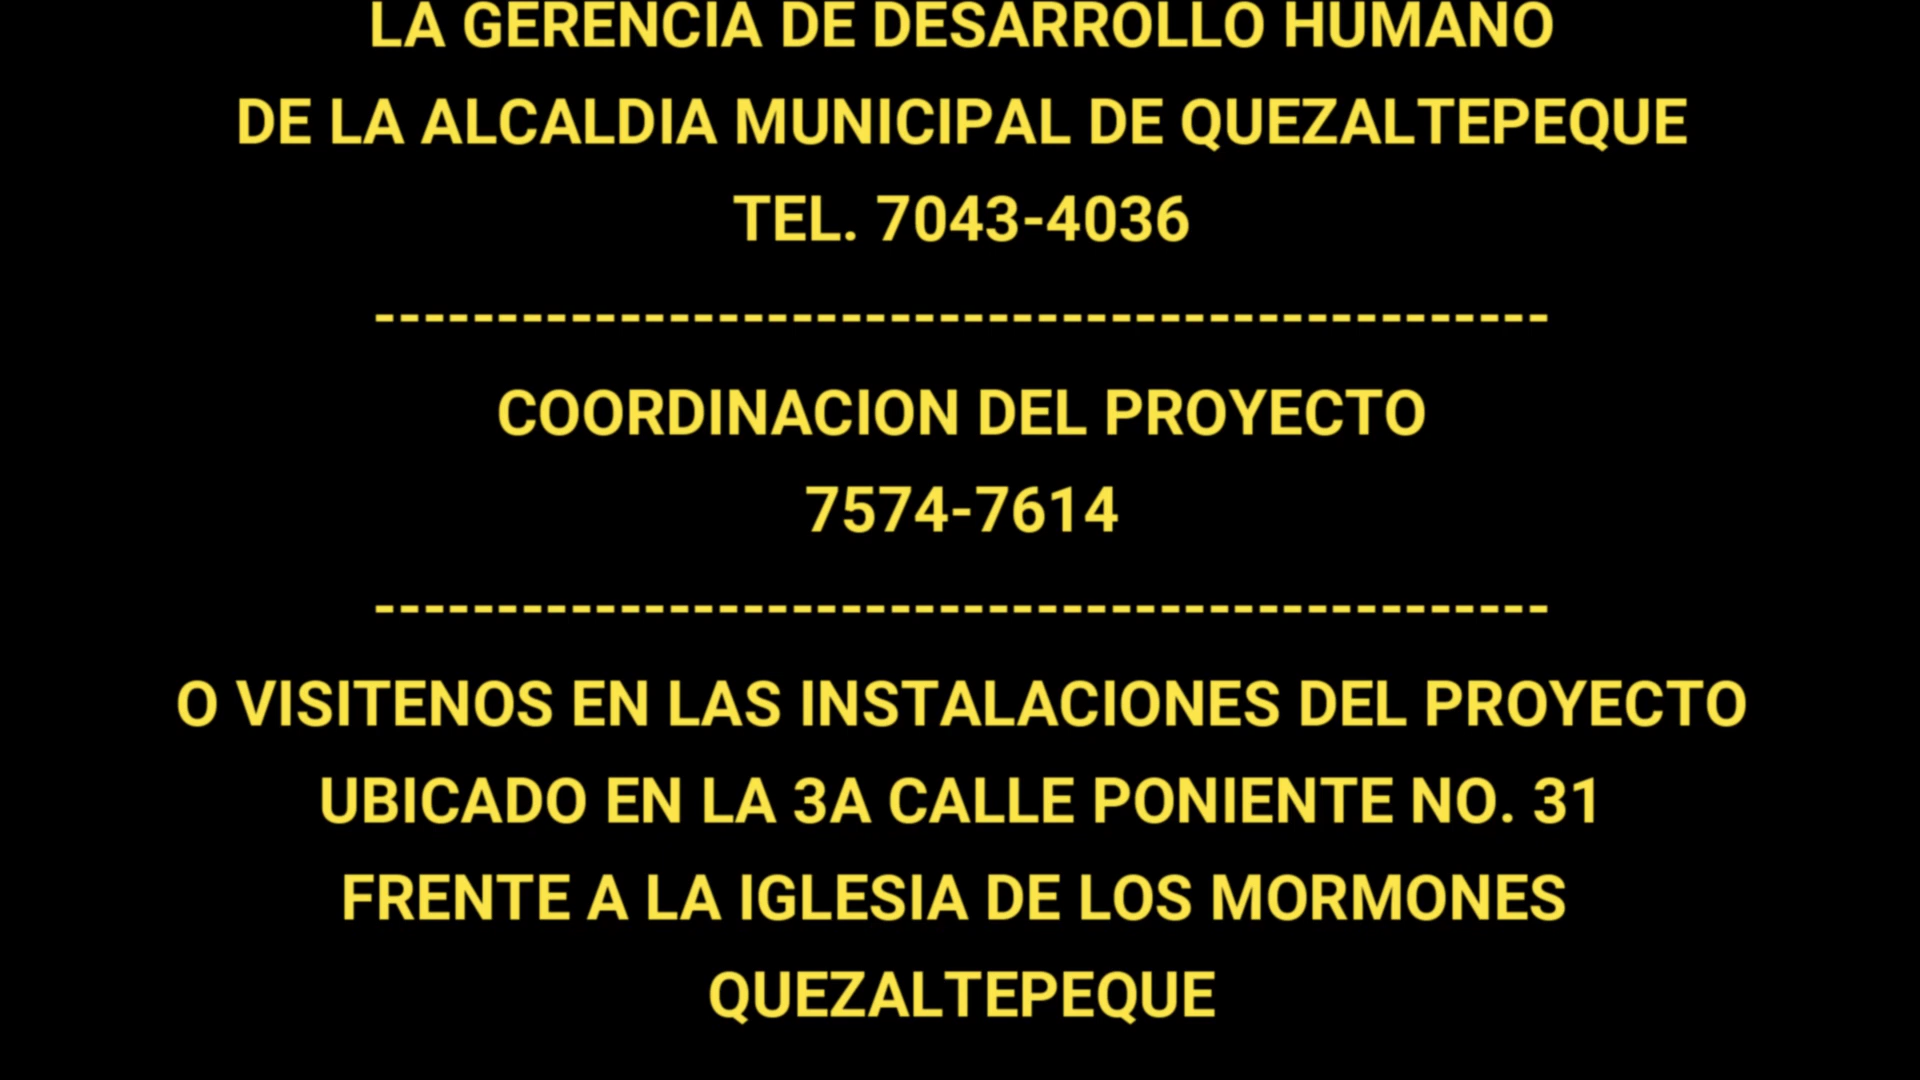 LA GERENCIA DE DESARROLLO HUMANO
DE LA ALCALDIA MUNICIPAL DE QUEZALTEPEQUE
TEL. 7043-4036
------------------------------------------------
COORDINACION DEL PROYECTO
7574-7614
------------------------------------------------
O VISITENOS EN LAS INSTALACIONES DEL PROYECTO
UBICADO EN LA 3A CALLE PONIENTE NO. 31
FRENTE A LA IGLESIA DE LOS MORMONES
QUEZALTEPEQUE